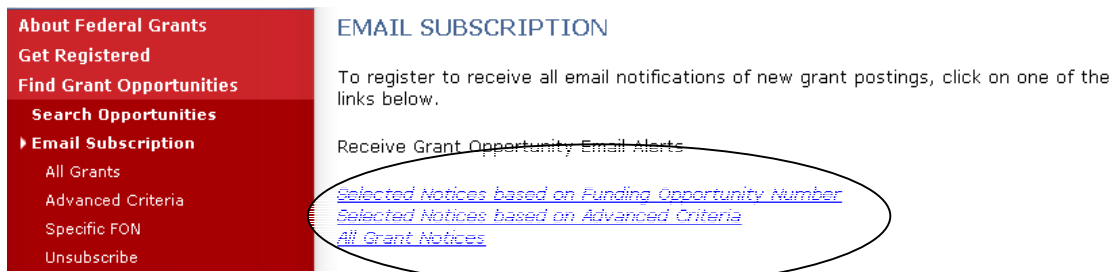 About Federal Grants
Get Registered
Find Grant Opportunities
Search Opportunities
Email Subscription
All Grants
Advanced Criteria
Specific FON
Unsubscribe
EMAIL SUBSCRIPTION
To register to receive all email notifications of new grant postings, click on one of the
links below.
Receive Grant Opportunity Email Alerts
Selected Notices based on Funding Opportunity Number
Selected Notices based on Advanced Criteria
All Grant Notices